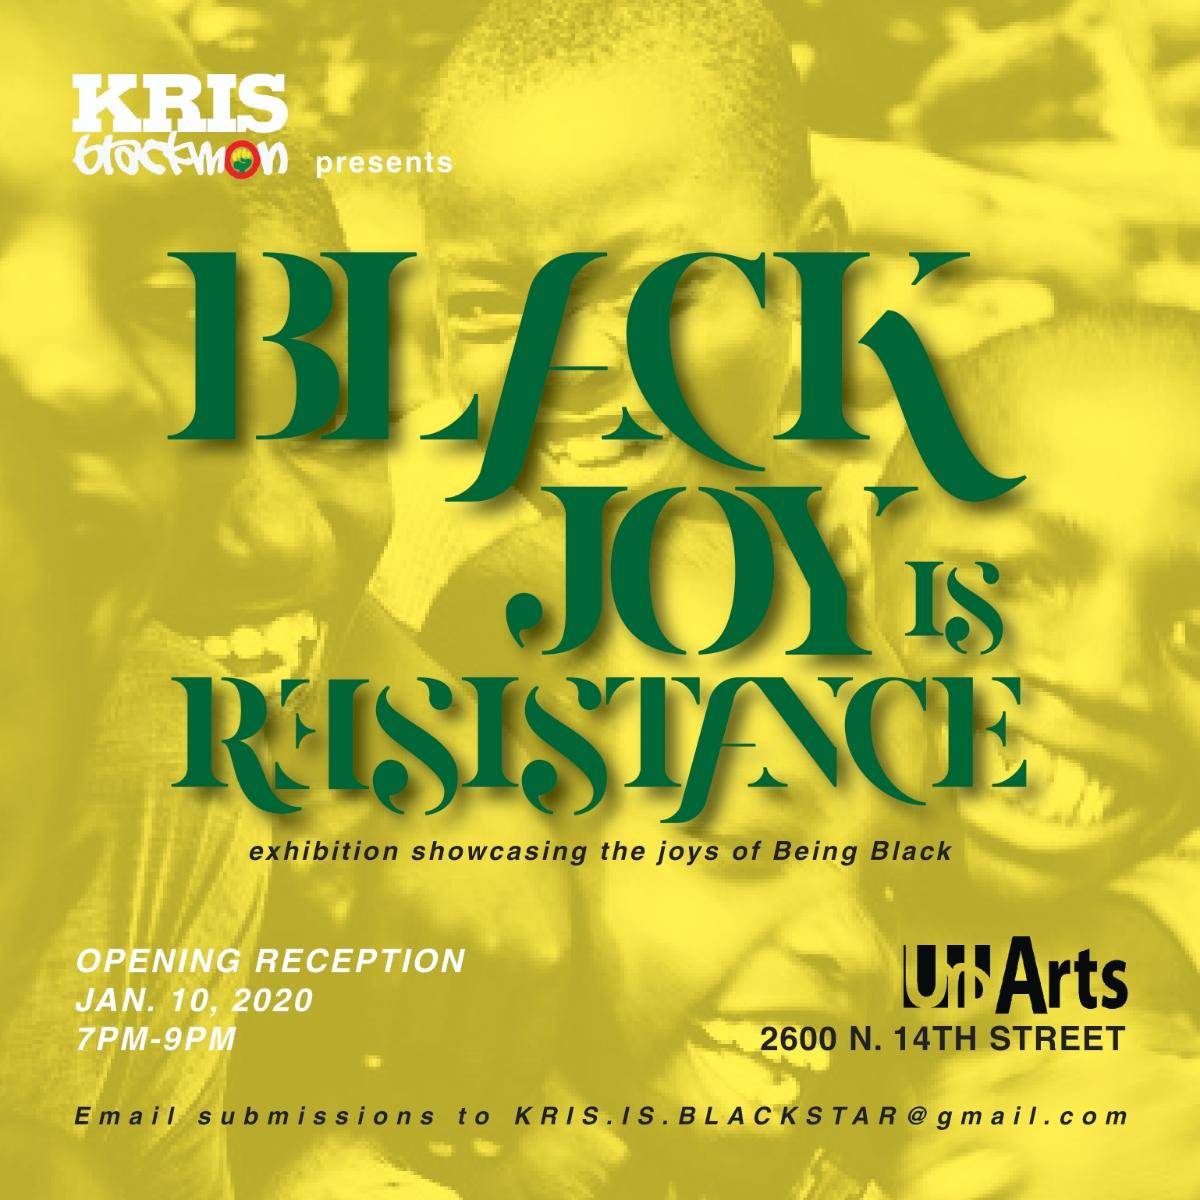 KRIS
blackmon presents
BLACK
JOY IS
RESISTANCE
exhibition showcasing the joys of Being Black
OPENING RECEPTION
JAN. 10, 2020
7PM-9PM
UrbArts
2600 N. 14TH STREET
Email submissions to KRIS.IS.BLACKSTAR@gmail.com